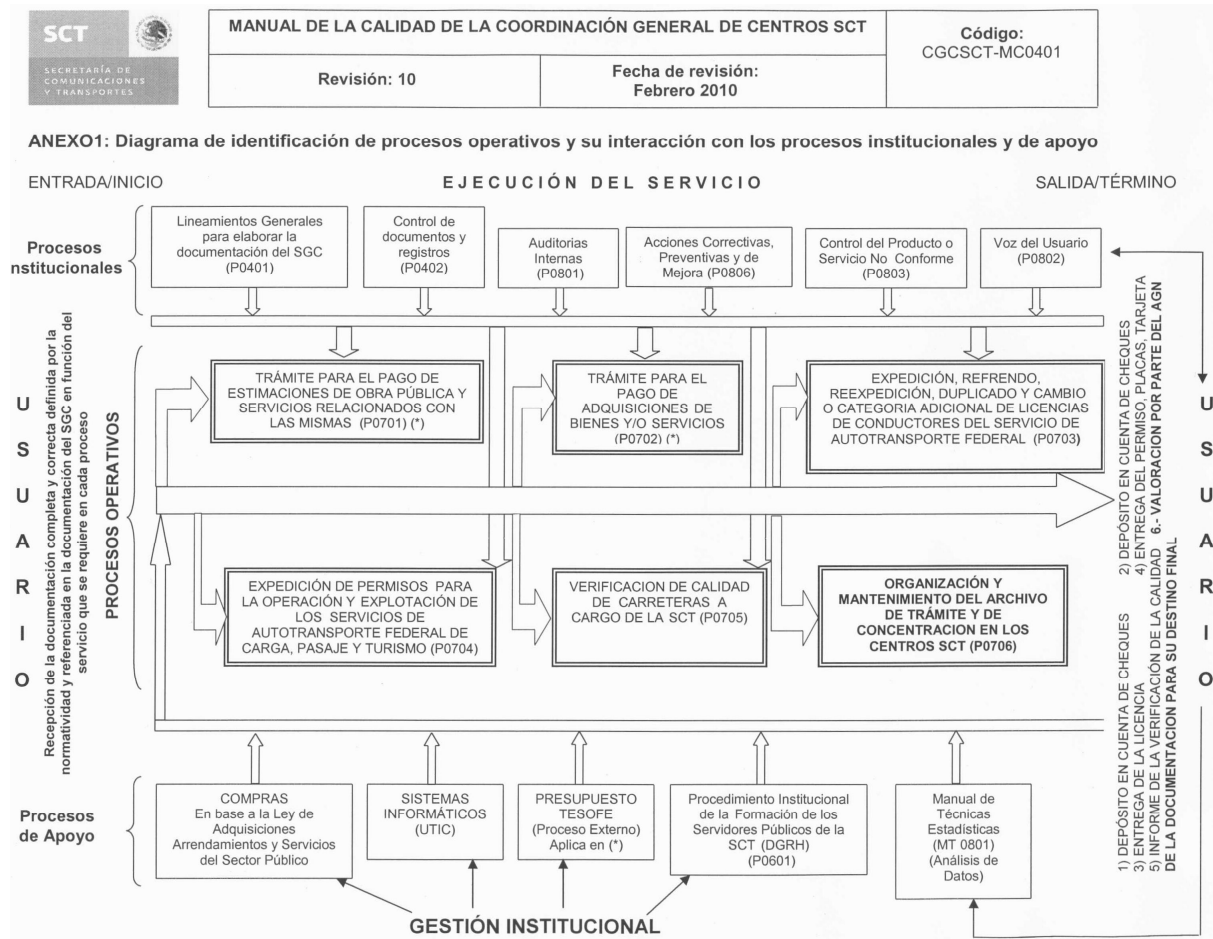 SCT
SECRETARÍA DE
COMUNICACIONES
Y TRANSPORTES
MANUAL DE LA CALIDAD DE LA COORDINACIÓN GENERAL DE CENTROS SCT
Código:
CGCSCT-MC0401
Revisión: 10
Fecha de revisión:
Febrero 2010
ANEXO1: Diagrama de identificación de procesos operativos y su interacción con los procesos institucionales y de apoyo
ENTRADA/INICIO
EJECUCIÓN DEL SERVICIO
SALIDA/TÉRMINO
Procesos
nstitucionales
Lineamientos Generales
para elaborar la
documentación del SGC
(P0401)
Control de
documentos y
registros
(P0402)
Auditorias
Internas
(P0801)
Acciones Correctivas,
Preventivas y de
Mejora (P0806)
Control del Producto o
Servicio No Conforme
(P0803)
Voz del Usuario
(P0802)
USUARIO
Recepción de la documentación completa y correcta definida por la
normatividad y referenciada en la documentación del SGC en función del
servicio que se requiere en cada proceso
PROCESOS OPERATIVOS
TRÁMITE PARA EL PAGO DE
ESTIMACIONES DE OBRA PÚBLICA Y
SERVICIOS RELACIONADOS CON
LAS MISMAS (P0701) (*)
TRÁMITE PARA EL
PAGO DE
ADQUISICIONES DE
BIENES Y/O SERVICIOS
(P0702) (*)
EXPEDICIÓN, REFRENDO,
REEXPEDICIÓN, DUPLICADO Y CAMBIO
O CATEGORIA ADICIONAL DE LICENCIAS
DE CONDUCTORES DEL SERVICIO DE
AUTOTRANSPORTE FEDERAL (P0703)
EXPEDICIÓN DE PERMISOS PARA
LA OPERACIÓN Y EXPLOTACIÓN DE
LOS SERVICIOS DE
AUTOTRANSPORTE FEDERAL DE
CARGA, PASAJE Y TURISMO (P0704)
VERIFICACION DE CALIDAD
DE CARRETERAS A
CARGO DE LA SCT (P0705)
ORGANIZACIÓN Y
MANTENIMIENTO DEL ARCHIVO
DE TRÁMITE Y DE
CONCENTRACION EN LOS
CENTROS SCT (P0706)
1) DEPÓSITO EN CUENTA DE CHEQUES 2) DEPÓSITO EN CUENTA DE CHEQUES
3) ENTREGA DE LA LICENCIA 4) ENTREGA DEL PERMISO, PLACAS, TARJETA
5) INFORME DE LA VERIFICACIÓN DE LA CALIDAD 6.- VALORACION POR PARTE DEL AGN
DE LA DOCUMENTACION PARA SU DESTINO FINAL
USUARIO
Procesos
de Apoyo
COMPRAS
En base a la Ley de
Adquisiciones
Arrendamientos y Servicios
del Sector Público
SISTEMAS
INFORMÁTICOS
(UTIC)
PRESUPUESTO
TESOFE
(Proceso Externo)
Aplica en (*)
Procedimiento Institucional
de la Formación de los
Servidores Públicos de la
SCT (DGRH)
(P0601)
Manual de
Técnicas
Estadísticas
(MT 0801)
(Análisis de
Datos)
GESTIÓN INSTITUCIONAL